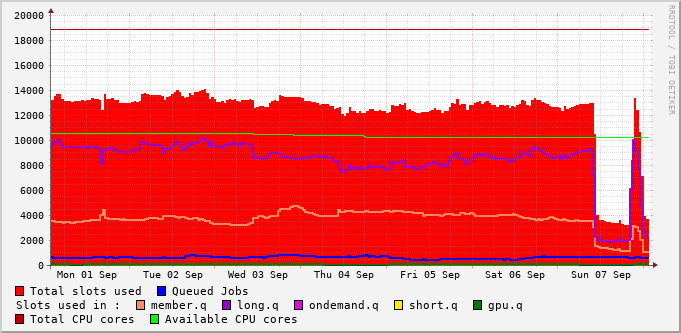 RRDTOOL / TOBI OETIKER
20000
18000
16000
14000
12000
10000
8000
6000
4000
2000
0
Mon 01 Sep Tue 02 Sep Wed 03 Sep Thu 04 Sep Fri 05 Sep Sat 06 Sep Sun 07 Sep
Total slots used Queued Jobs
Slots used in : member.q long.q ondemand.q short.q gpu.q
Total CPU cores Available CPU cores